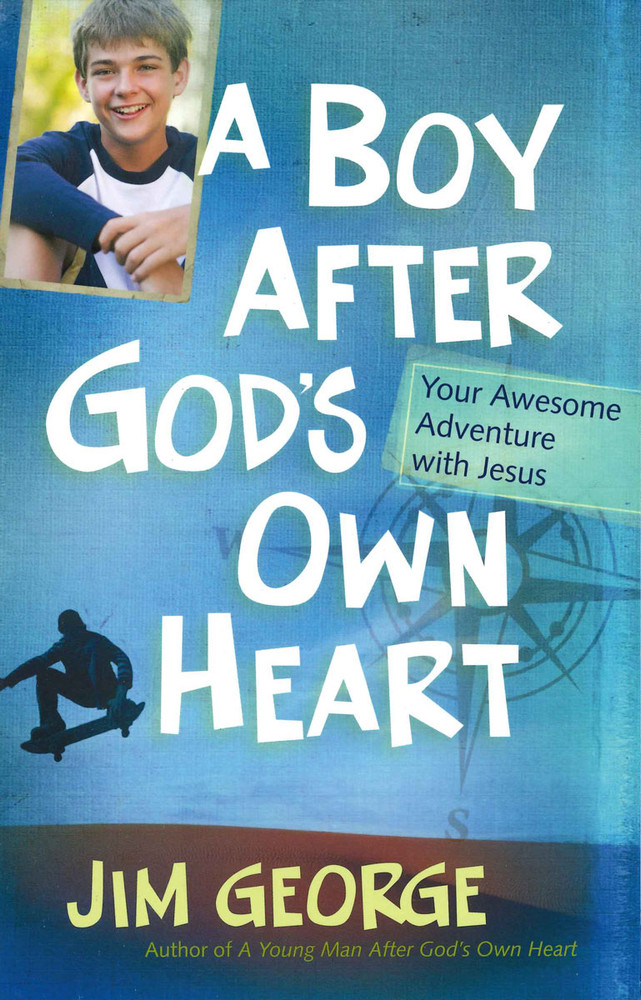 A BOY
AFTER
GOD'S
OWN
HEART
Your Awesome
Adventure
with Jesus
W
S
JIM GEORGE
Author of A Young Man After God's Own Heart